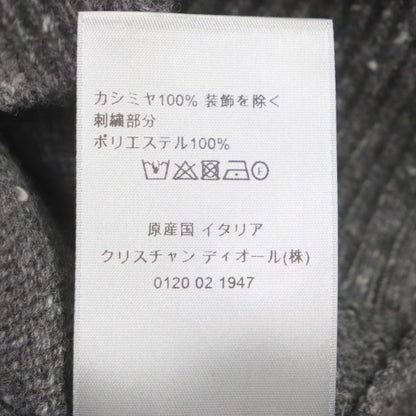 カシミヤ100% 装飾を除く
刺繍部分
ポリエステル100%
原産国 イタリア
クリスチャン ディオール(株)
0120 02 1947